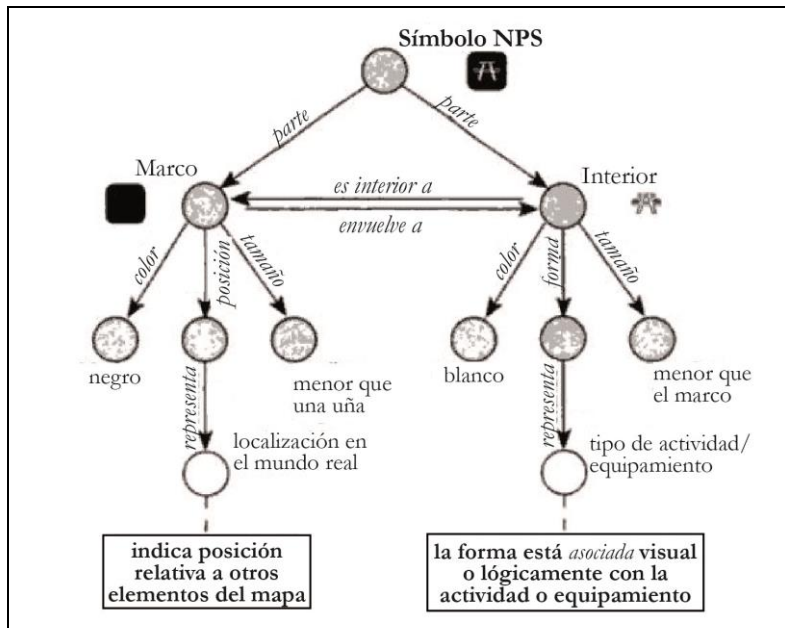 Símbolo NPS
parte
parte
Marco
Interior
es interior a
envuelve a
color
posición
tamaño
color
forma
tamaño
negro
menor que
una uña
blanco
menor que
el marco
representa
localización en
el mundo real
representa
tipo de actividad/
equipamiento
indica posición
relativa a otros
elementos del mapa
la forma está asociada visual
o lógicamente con la
actividad o equipamiento